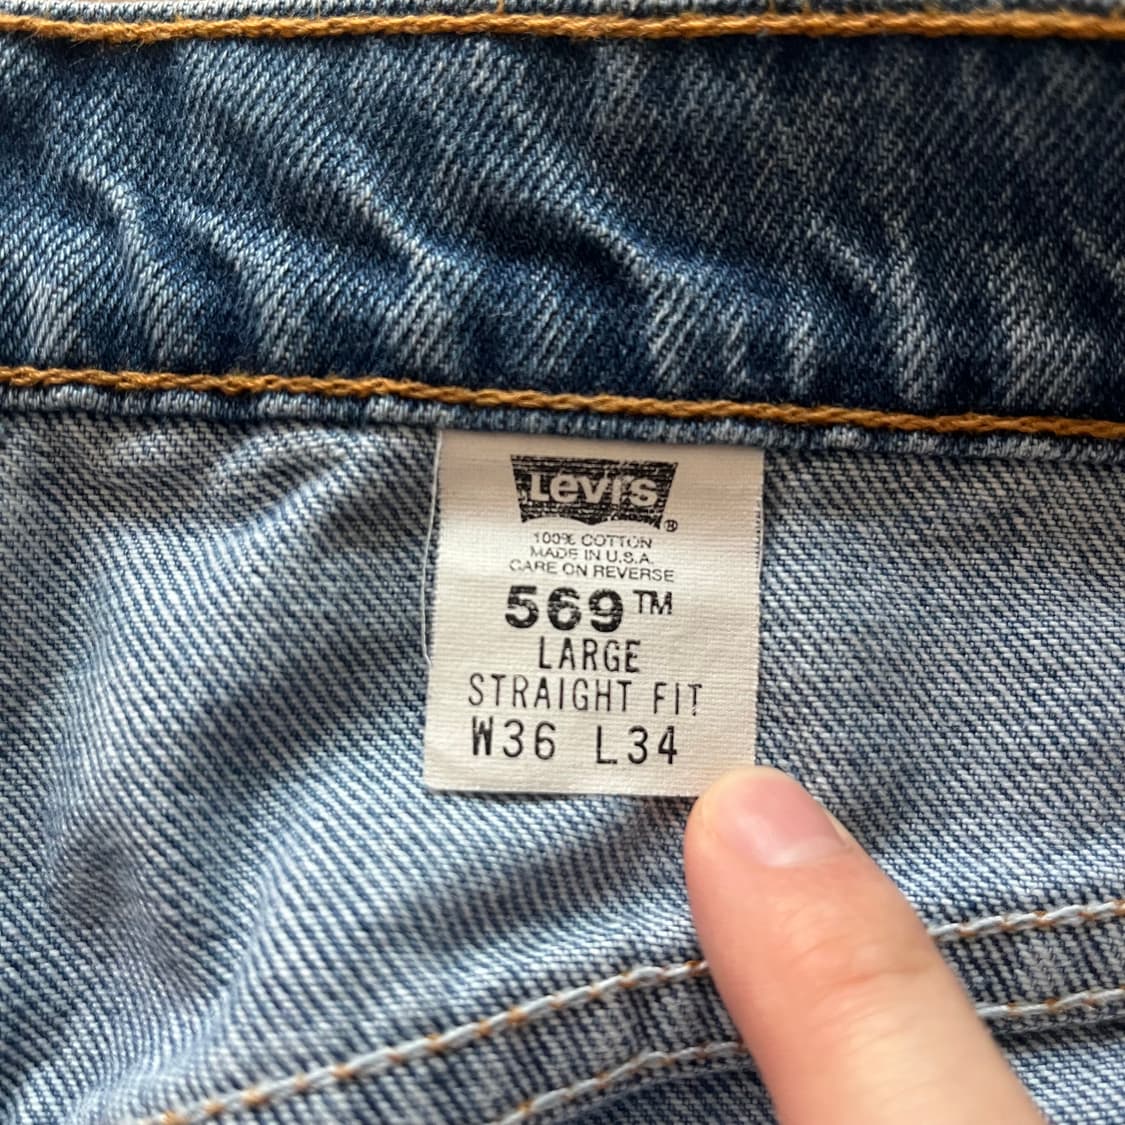 Levi's®
100% COTTON
MADE IN U.S.A.
CARE ON REVERSE
569™
LARGE
STRAIGHT FIT
W36 L34